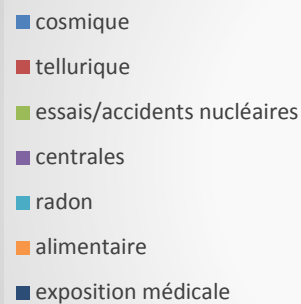 cosmique
tellurique
essais/accidents nucléaires
centrales
radon
alimentaire
exposition médicale